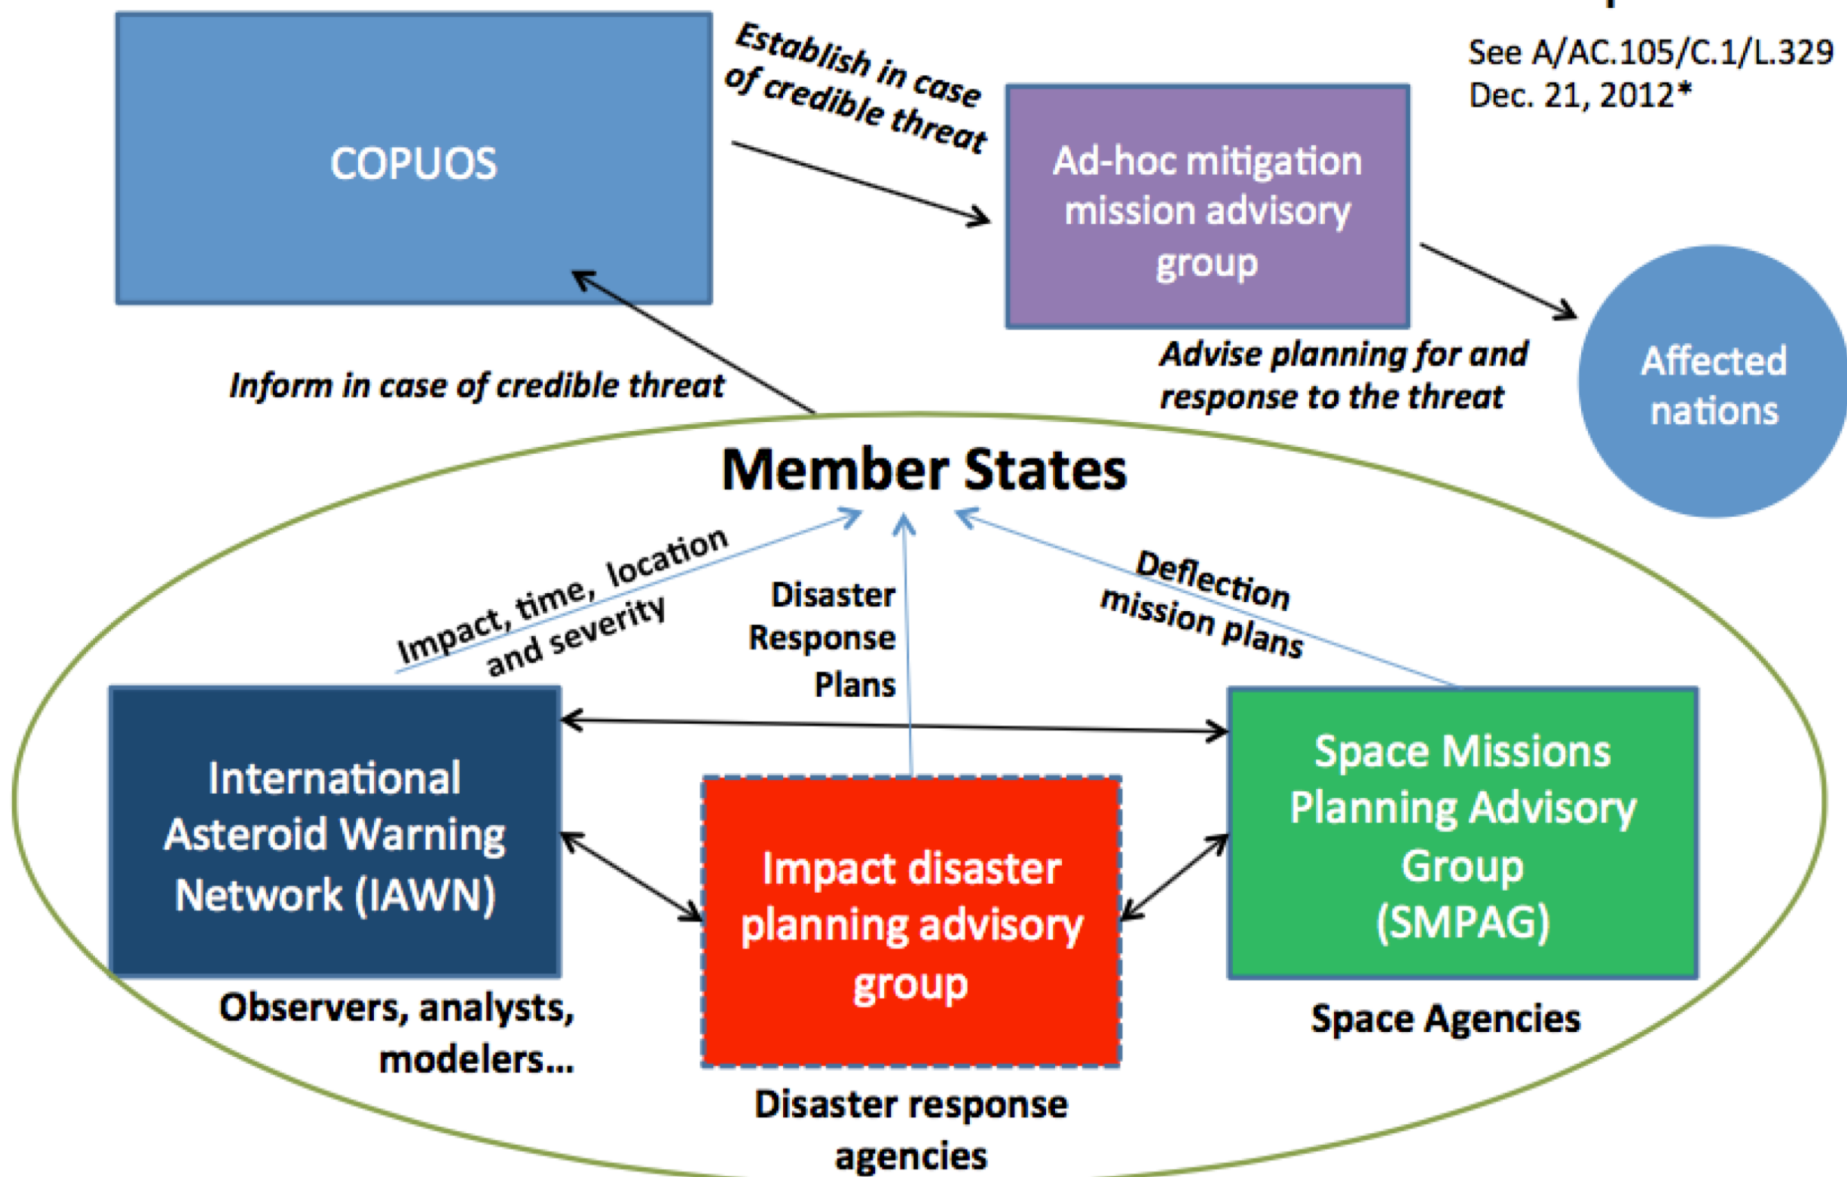 See A/AC.105/C.1/L.329
Dec. 21, 2012*
Establish in case
of credible threat
COPUOS
Ad-hoc mitigation
mission advisory
group
Affected
nations
Inform in case of credible threat
Advise planning for and
response to the threat
Member States
Impact, time, location
and severity
Disaster
Response
Plans
Deflection
mission plans
International
Asteroid Warning
Network (IAWN)
Impact disaster
planning advisory
group
Space Missions
Planning Advisory
Group
(SMPAG)
Observers, analysts,
modelers...
Disaster response
agencies
Space Agencies